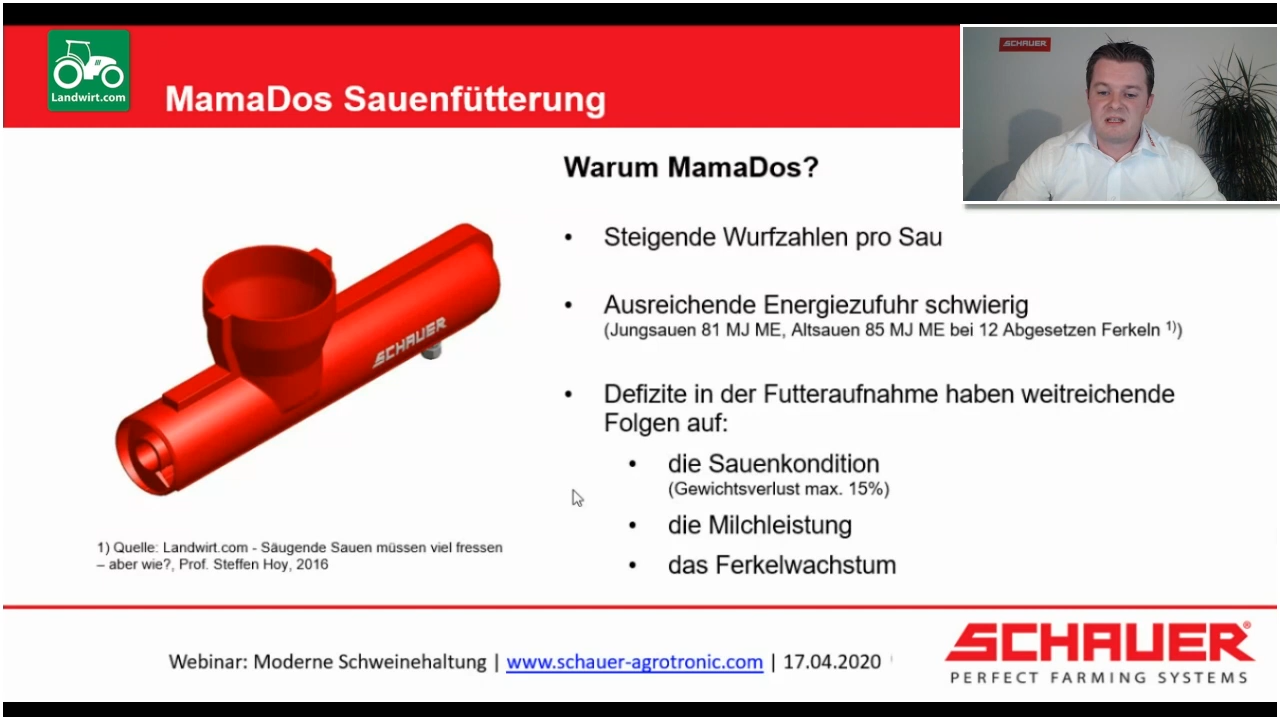 Landwirt.com
MamaDos Sauenfütterung
SCHAUER
Warum MamaDos?
• Steigende Wurfzahlen pro Sau
• Ausreichende Energiezufuhr schwierig
(Jungsauen 81 MJ ME, Altsauen 85 MJ ME bei 12 Abgesetzen Ferkeln 1))
• Defizite in der Futteraufnahme haben weitreichende
Folgen auf:
• die Sauenkondition
(Gewichtsverlust max. 15%)
• die Milchleistung
• das Ferkelwachstum
SCHAUER
1) Quelle: Landwirt.com - Säugende Sauen müssen viel fressen
– aber wie?, Prof. Steffen Hoy, 2016
Webinar: Moderne Schweinehaltung | www.schauer-agrotronic.com | 17.04.2020
SCHAUER®
PERFECT FARMING SYSTEMS